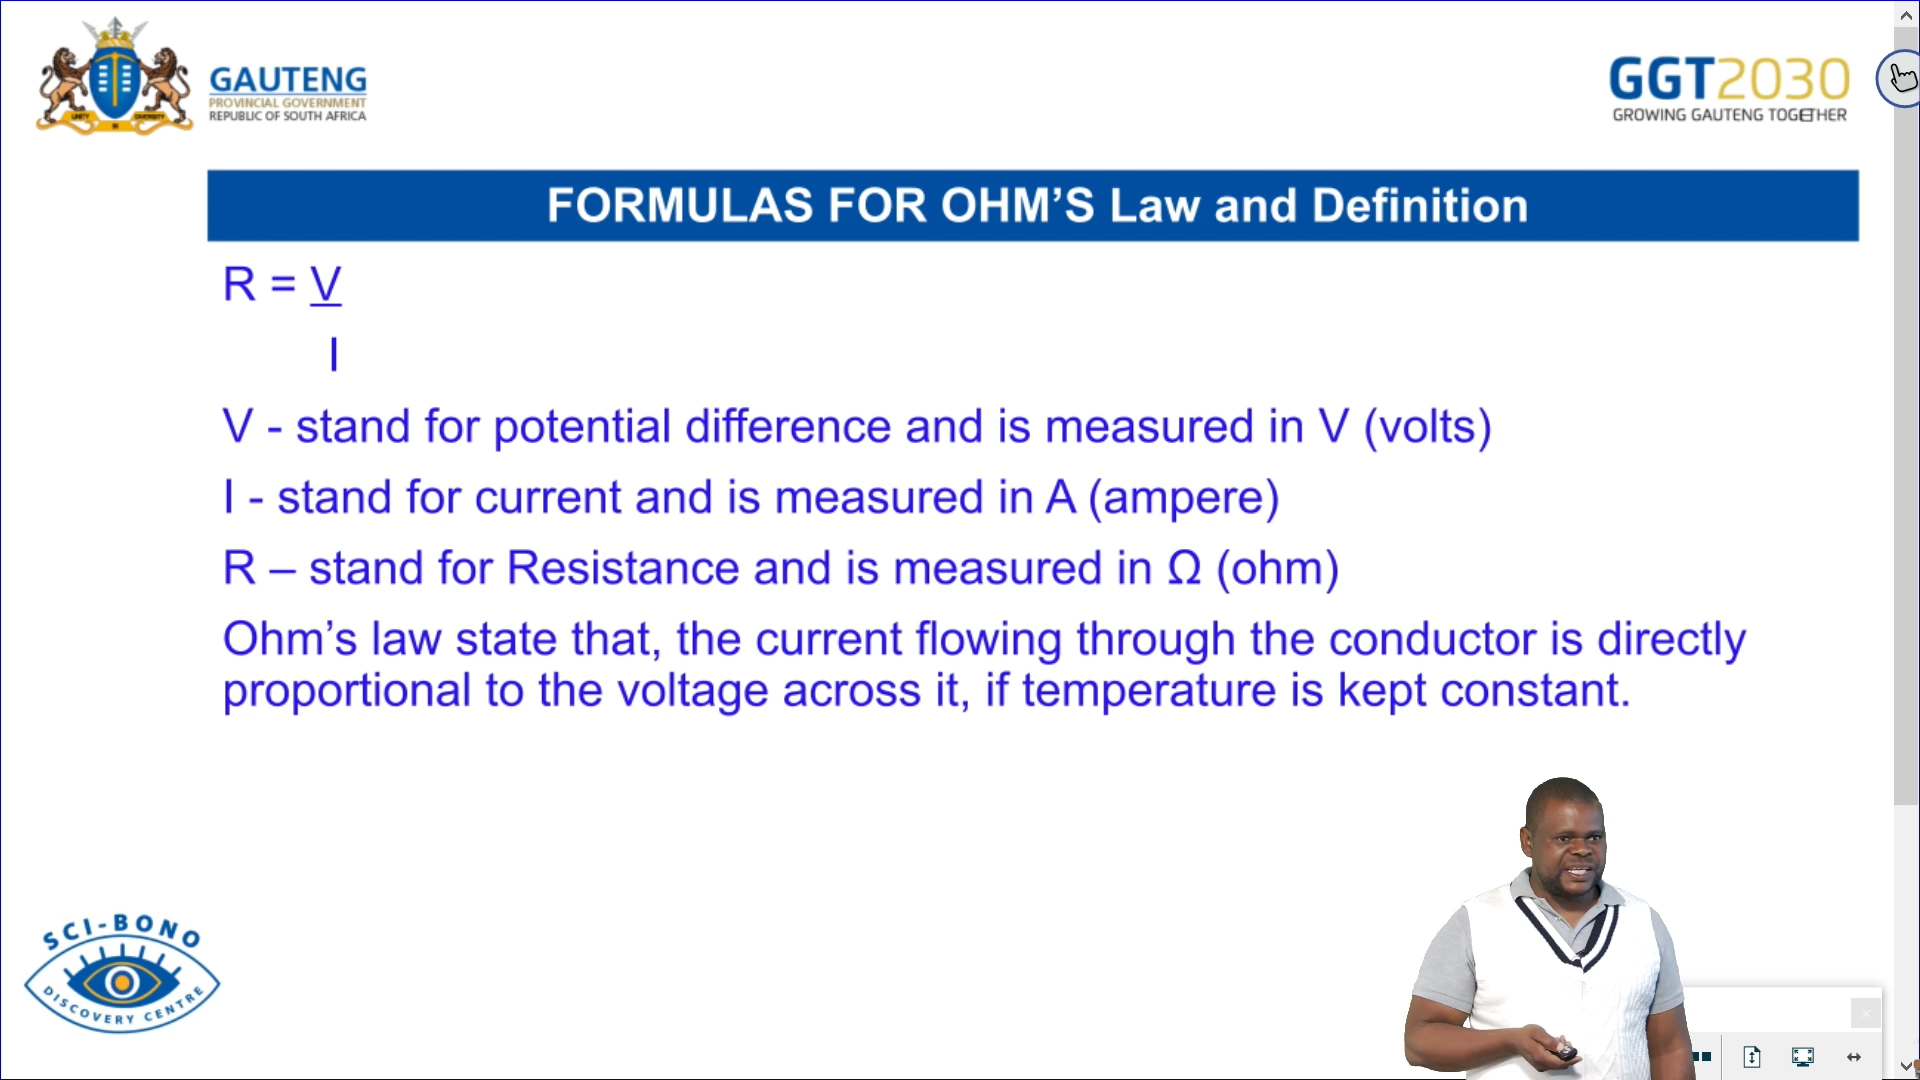 GAUTENG
PROVINCIAL GOVERNMENT
REPUBLIC OF SOUTH AFRICA
UNITY IN DIVERSITY
GGT2030
GROWING GAUTENG TOGETHER
FORMULAS FOR OHM’S Law and Definition
R = V
I
V - stand for potential difference and is measured in V (volts)
I - stand for current and is measured in A (ampere)
R – stand for Resistance and is measured in Ω (ohm)
Ohm’s law state that, the current flowing through the conductor is directly
proportional to the voltage across it, if temperature is kept constant.
SCI-BONO
DISCOVERY CENTRE